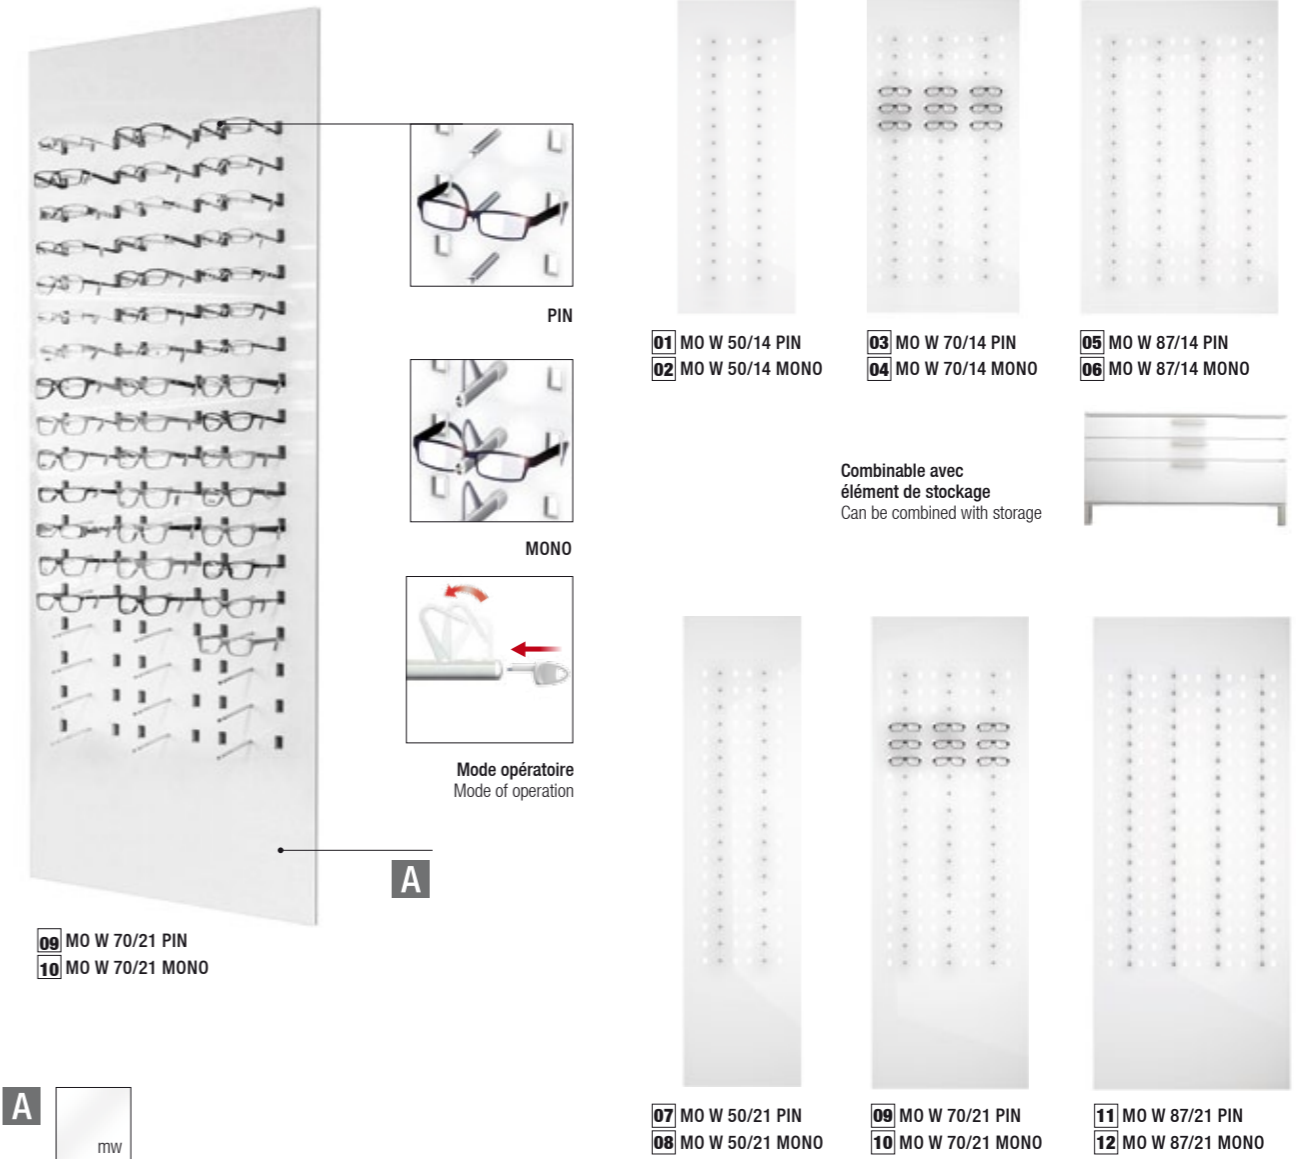 PIN
MONO
Mode opératoire
Mode of operation
A
09 MO W 70/21 PIN
10 MO W 70/21 MONO
A
mw
01 MO W 50/14 PIN
02 MO W 50/14 MONO
03 MO W 70/14 PIN
04 MO W 70/14 MONO
05 MO W 87/14 PIN
06 MO W 87/14 MONO
Combinable avec
élément de stockage
Can be combined with storage
07 MO W 50/21 PIN
08 MO W 50/21 MONO
09 MO W 70/21 PIN
10 MO W 70/21 MONO
11 MO W 87/21 PIN
12 MO W 87/21 MONO